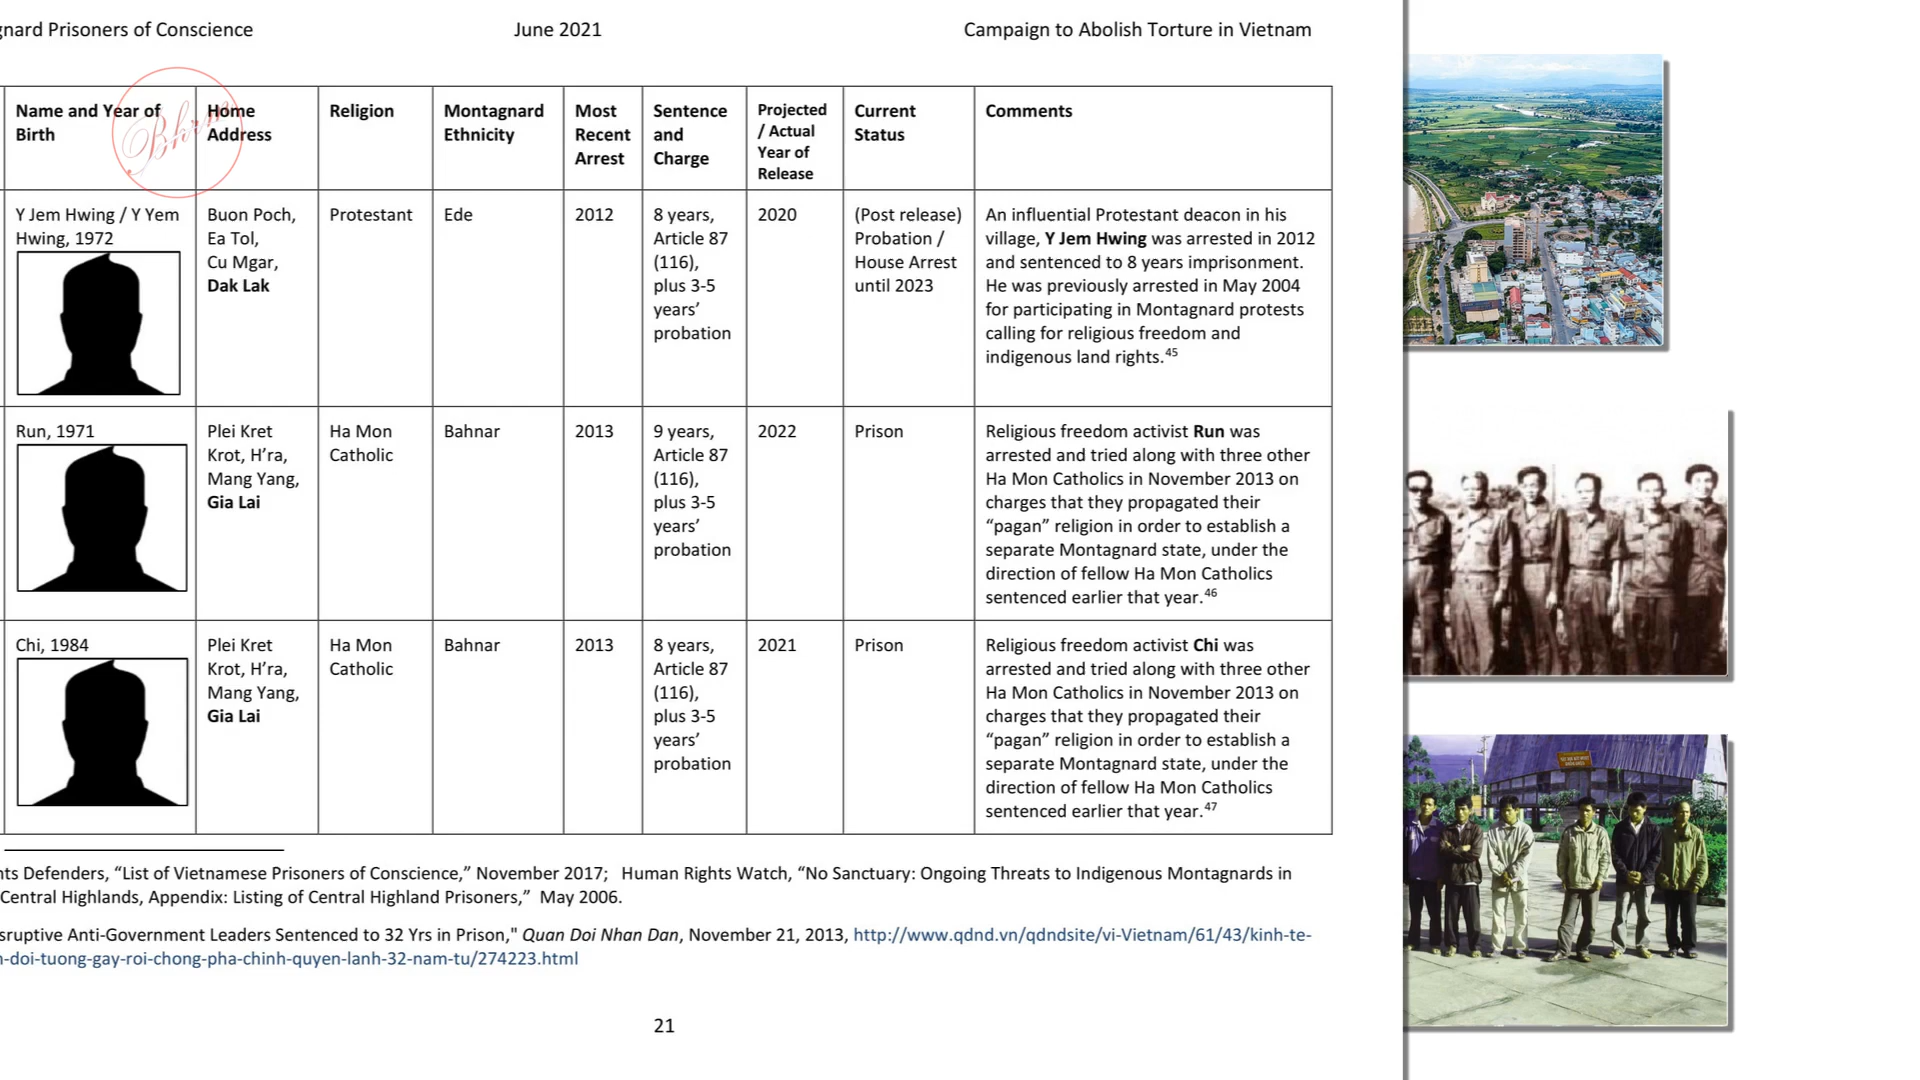 gnard Prisoners of Conscience June 2021 Campaign to Abolish Torture in Vietnam
Name and Year of
Birth
Home
Address
Religion
Montagnard
Ethnicity
Most
Recent
Arrest
Sentence
and
Charge
Projected
/ Actual
Year of
Release
Current
Status
Comments
Y Jem Hwing / Y Yem
Hwing, 1972
Buon Poch,
Ea Tol,
Cu Mgar,
Dak Lak
Protestant
Ede
2012
8 years,
Article 87
(116),
plus 3-5
years’
probation
2020
(Post release)
Probation /
House Arrest
until 2023
An influential Protestant deacon in his
village, Y Jem Hwing was arrested in 2012
and sentenced to 8 years imprisonment.
He was previously arrested in May 2004
for participating in Montagnard protests
calling for religious freedom and
indigenous land rights.45
Run, 1971
Plei Kret
Krot, H’ra,
Mang Yang,
Gia Lai
Ha Mon
Catholic
Bahnar
2013
9 years,
Article 87
(116),
plus 3-5
years’
probation
2022
Prison
Religious freedom activist Run was
arrested and tried along with three other
Ha Mon Catholics in November 2013 on
charges that they propagated their
“pagan” religion in order to establish a
separate Montagnard state, under the
direction of fellow Ha Mon Catholics
sentenced earlier that year.46
Chi, 1984
Plei Kret
Krot, H’ra,
Mang Yang,
Gia Lai
Ha Mon
Catholic
Bahnar
2013
8 years,
Article 87
(116),
plus 3-5
years’
probation
2021
Prison
Religious freedom activist Chi was
arrested and tried along with three other
Ha Mon Catholics in November 2013 on
charges that they propagated their
“pagan” religion in order to establish a
separate Montagnard state, under the
direction of fellow Ha Mon Catholics
sentenced earlier that year.47
nts Defenders, “List of Vietnamese Prisoners of Conscience,” November 2017; Human Rights Watch, “No Sanctuary: Ongoing Threats to Indigenous Montagnards in
Central Highlands, Appendix: Listing of Central Highland Prisoners,” May 2006.
sruptive Anti-Government Leaders Sentenced to 32 Yrs in Prison," Quan Doi Nhan Dan, November 21, 2013, http://www.qdnd.vn/qdndsite/vi-Vietnam/61/43/kinh-te-
n-doi-tuong-gay-roi-chong-pha-chinh-quyen-lanh-32-nam-tu/274223.html
21